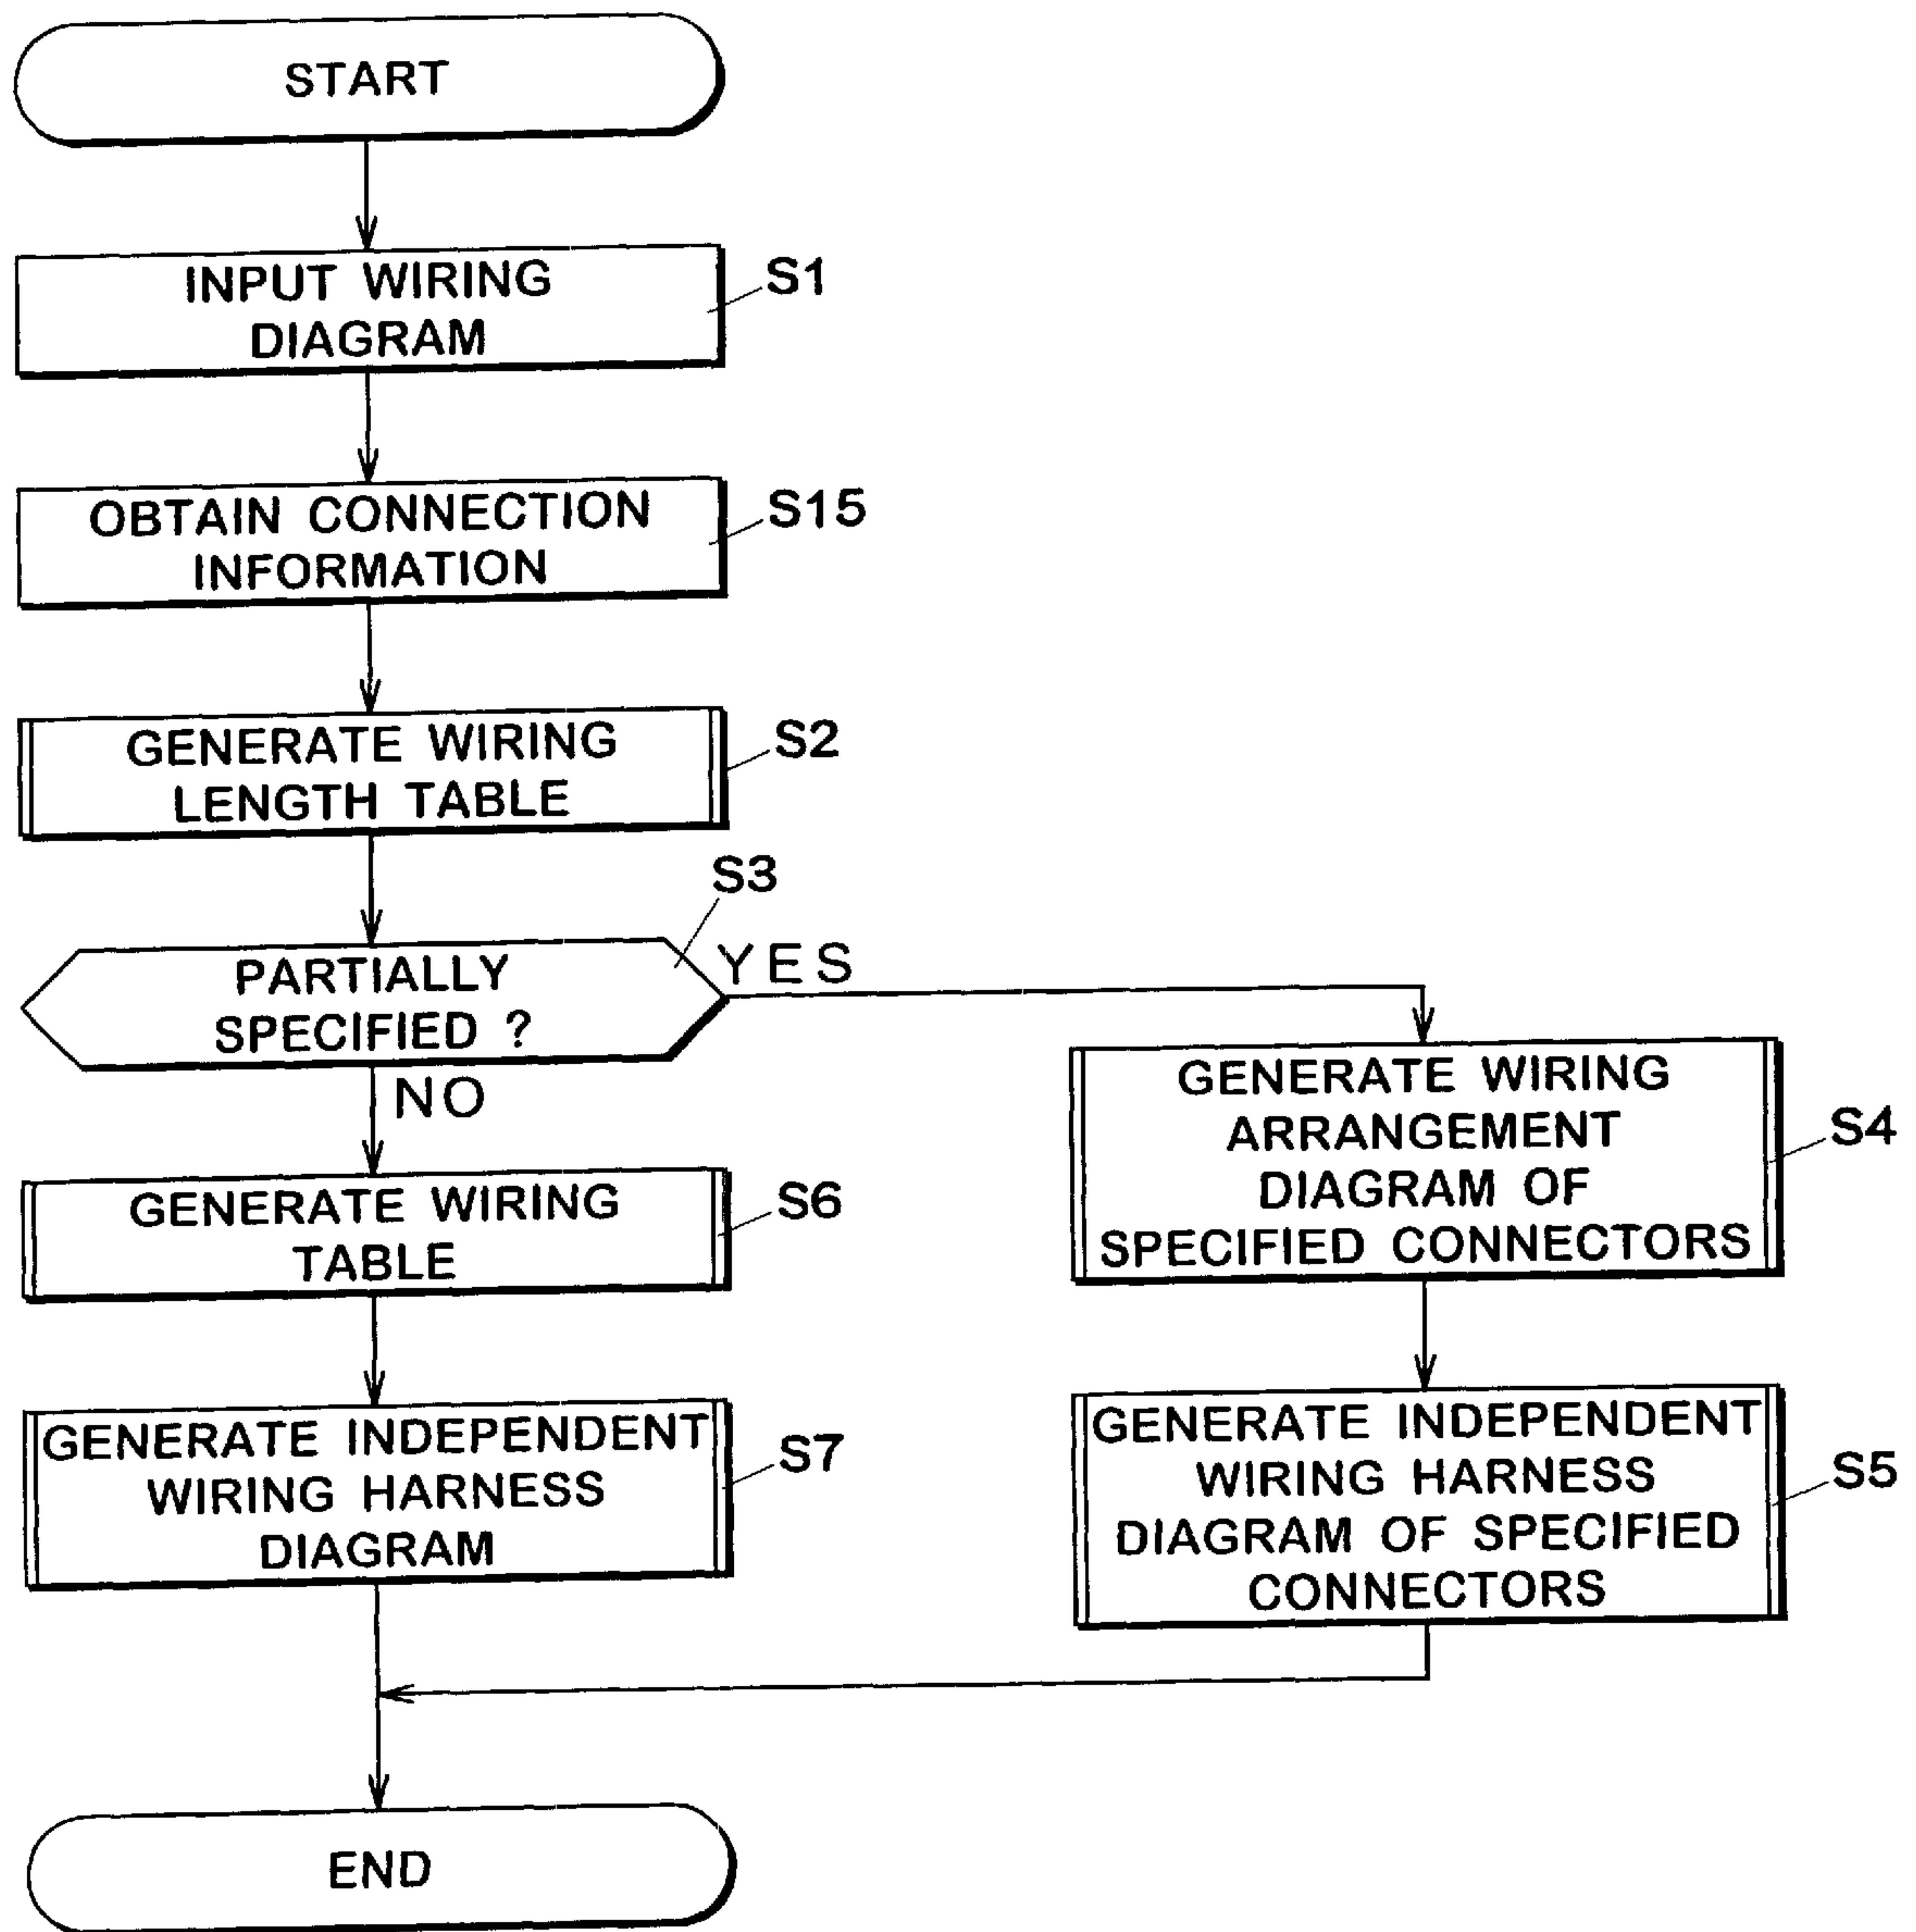 START
INPUT WIRING
DIAGRAM
S1
OBTAIN CONNECTION
INFORMATION
S15
GENERATE WIRING
LENGTH TABLE
S2
S3
PARTIALLY
SPECIFIED ?
YES
NO
GENERATE WIRING
TABLE
S6
GENERATE INDEPENDENT
WIRING HARNESS
DIAGRAM
S7
GENERATE WIRING
ARRANGEMENT
DIAGRAM OF
SPECIFIED CONNECTORS
S4
GENERATE INDEPENDENT
WIRING HARNESS
DIAGRAM OF SPECIFIED
CONNECTORS
S5
END